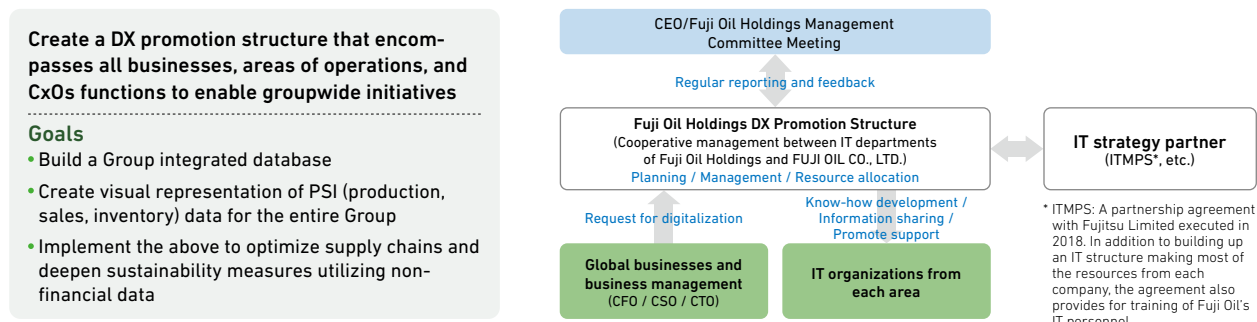 Create a DX promotion structure that encom-
passes all businesses, areas of operations, and
CxOs functions to enable groupwide initiatives
Goals
• Build a Group integrated database
• Create visual representation of PSI (production,
sales, inventory) data for the entire Group
• Implement the above to optimize supply chains and
deepen sustainability measures utilizing non-
financial data
CEO/Fuji Oil Holdings Management
Committee Meeting
Regular reporting and feedback
Fuji Oil Holdings DX Promotion Structure
(Cooperative management between IT departments
of Fuji Oil Holdings and FUJI OIL CO., LTD.)
Planning / Management / Resource allocation
Request for digitalization
Know-how development /
Information sharing /
Promote support
Global businesses and
business management
(CFO / CSO / CTO)
IT organizations from
each area
IT strategy partner
(ITMPS*, etc.)
* ITMPS: A partnership agreement
with Fujitsu Limited executed in
2018. In addition to building up
an IT structure making most of
the resources from each
company, the agreement also
provides for training of Fuji Oil's
IT personnel